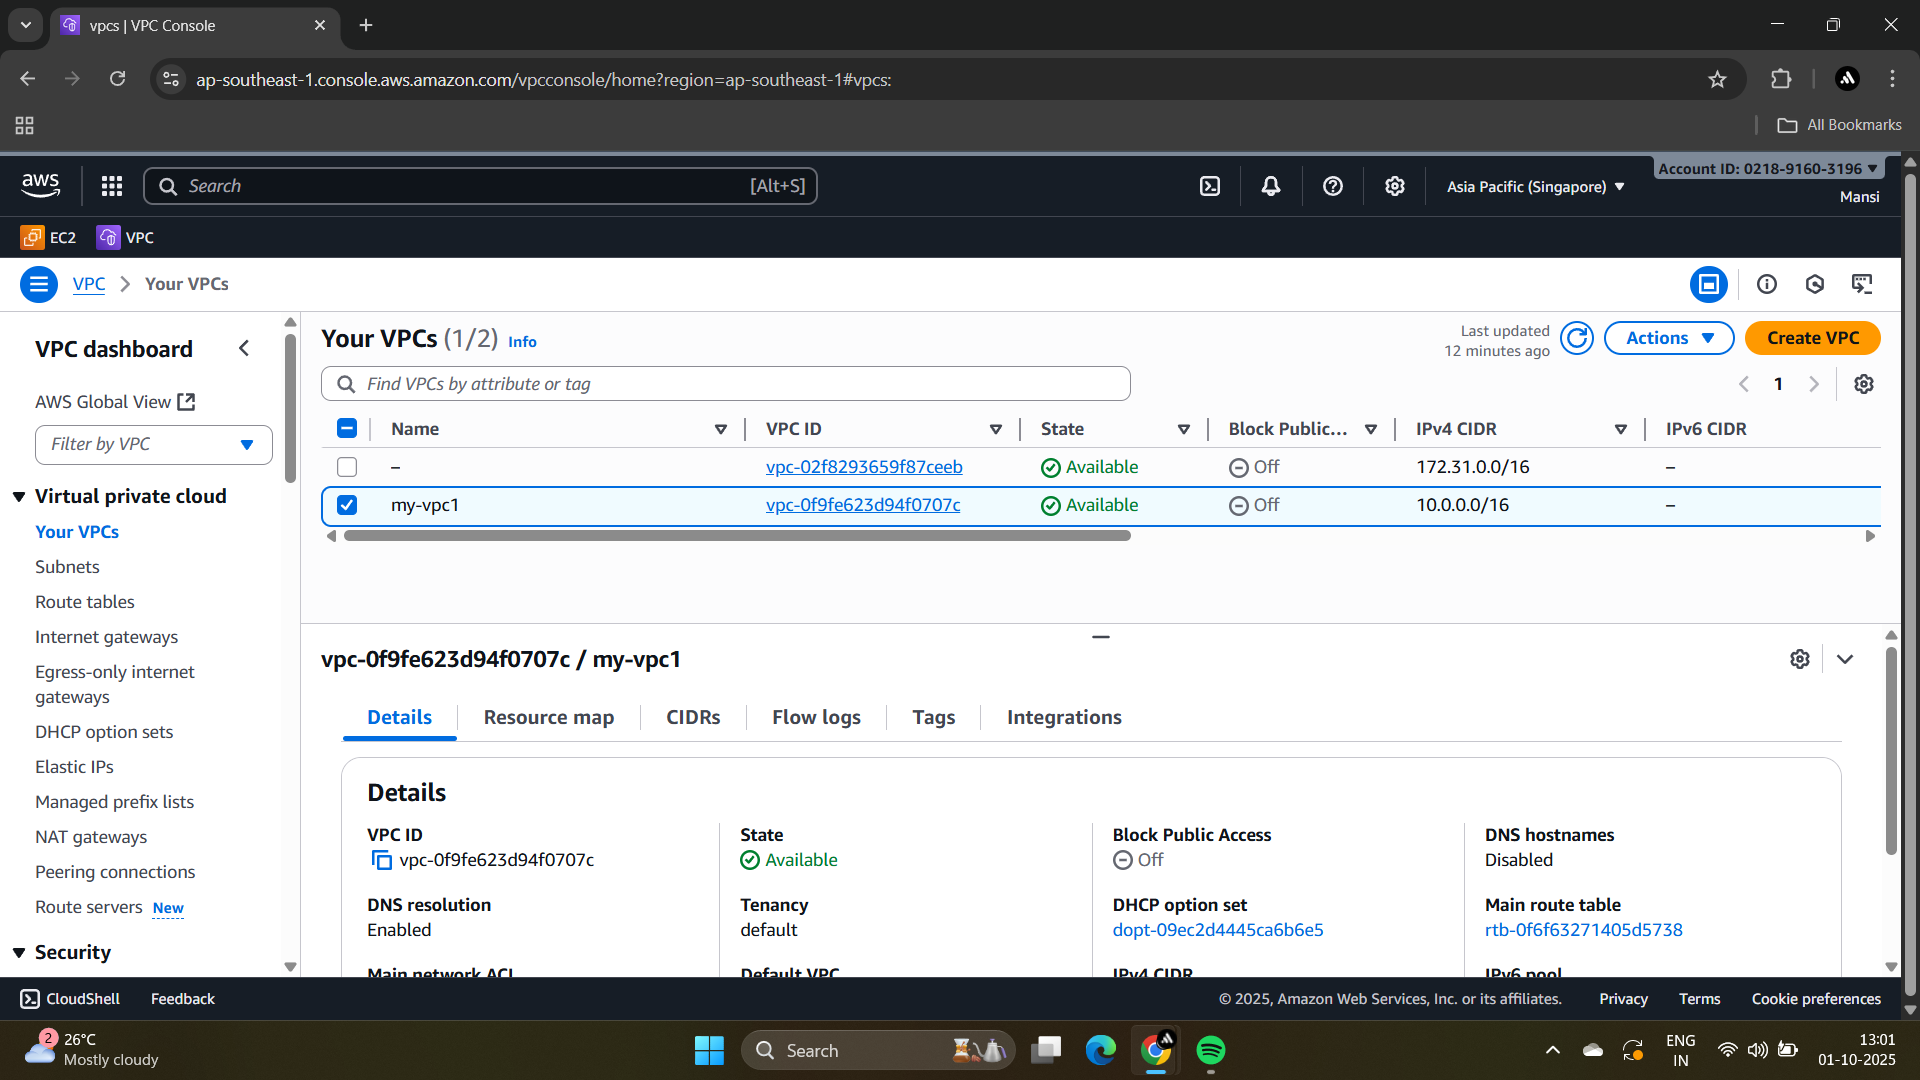 vpcs | VPC Console
ap-southeast-1.console.aws.amazon.com/vpcconsole/home?region=ap-southeast-1#vpcs:
All Bookmarks
aws
Search
[Alt+S]
Asia Pacific (Singapore)
Account ID: 0218-9160-3196
Mansi
EC2
VPC
VPC
Your VPCs
VPC dashboard
AWS Global View
Filter by VPC
Virtual private cloud
Your VPCs
Subnets
Route tables
Internet gateways
Egress-only internet
gateways
DHCP option sets
Elastic IPs
Managed prefix lists
NAT gateways
Peering connections
Route servers New
Security
Your VPCs (1/2) Info
Last updated
12 minutes ago
Actions
Create VPC
Find VPCs by attribute or tag
1
Name VPC ID State Block Public... IPv4 CIDR IPv6 CIDR
– vpc-02f8293659f87ceeb Available Off 172.31.0.0/16 –
my-vpc1 vpc-0f9fe623d94f0707c Available Off 10.0.0.0/16 –
vpc-0f9fe623d94f0707c / my-vpc1
Details Resource map CIDRs Flow logs Tags Integrations
Details
VPC ID
vpc-0f9fe623d94f0707c
State
Available
Block Public Access
Off
DNS hostnames
Disabled
DNS resolution
Enabled
Tenancy
default
DHCP option set
dopt-09ec2d4445ca6b6e5
Main route table
rtb-0f6f63271405d5738
Main network ACL
Default VPC
IPv4 CIDR
IPv6 pool
CloudShell
Feedback
© 2025, Amazon Web Services, Inc. or its affiliates.
Privacy
Terms
Cookie preferences
2
26°C
Mostly cloudy
Search
ENG
IN
13:01
01-10-2025